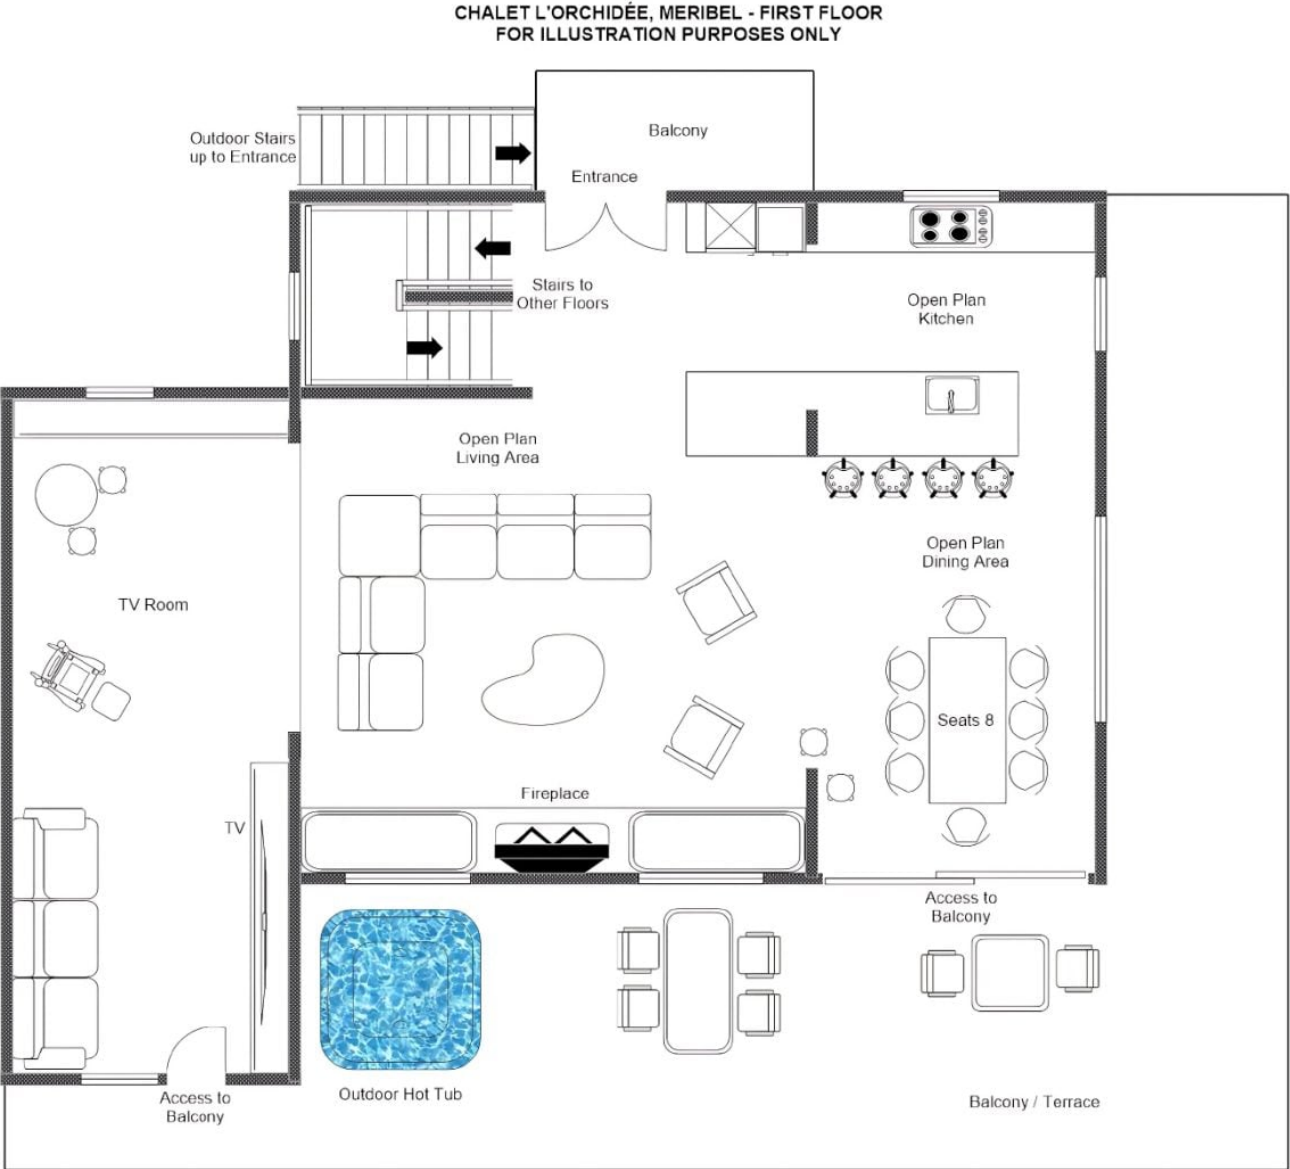 CHALET L'ORCHIDÉE, MERIBEL - FIRST FLOOR
FOR ILLUSTRATION PURPOSES ONLY
Outdoor Stairs
up to Entrance
Balcony
Entrance
Stairs to
Other Floors
Open Plan
Kitchen
Open Plan
Living Area
Open Plan
Dining Area
TV Room
Seats 8
Fireplace
TV
Access to
Balcony
Outdoor Hot Tub
Access to
Balcony
Balcony / Terrace